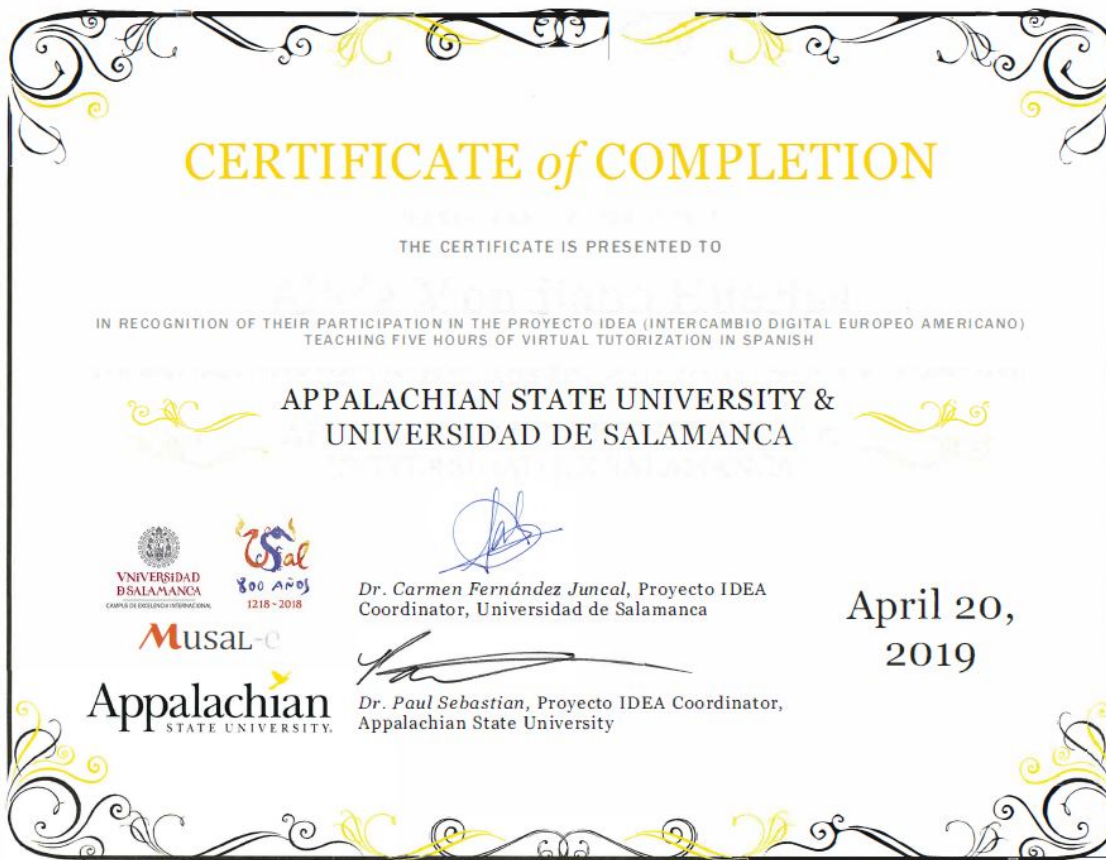 CERTIFICATE of COMPLETION
THE CERTIFICATE IS PRESENTED TO
IN RECOGNITION OF THEIR PARTICIPATION IN THE PROYECTO IDEA (INTERCAMBIO DIGITAL EUROPEO AMERICANO)
TEACHING FIVE HOURS OF VIRTUAL TUTORIZATION IN SPANISH
APPALACHIAN STATE UNIVERSITY &
UNIVERSIDAD DE SALAMANCA
VNiVERSiDAD
D SALAMANCA
CAMPUS DE EXCELENCIA INTERNACIONAL
USal
800 AÑOS
1218 - 2018
Musal-e
Dr. Carmen Fernández Juncal, Proyecto IDEA
Coordinator, Universidad de Salamanca
April 20,
2019
Appalachian
STATE UNIVERSITY.
Dr. Paul Sebastian, Proyecto IDEA Coordinator,
Appalachian State University